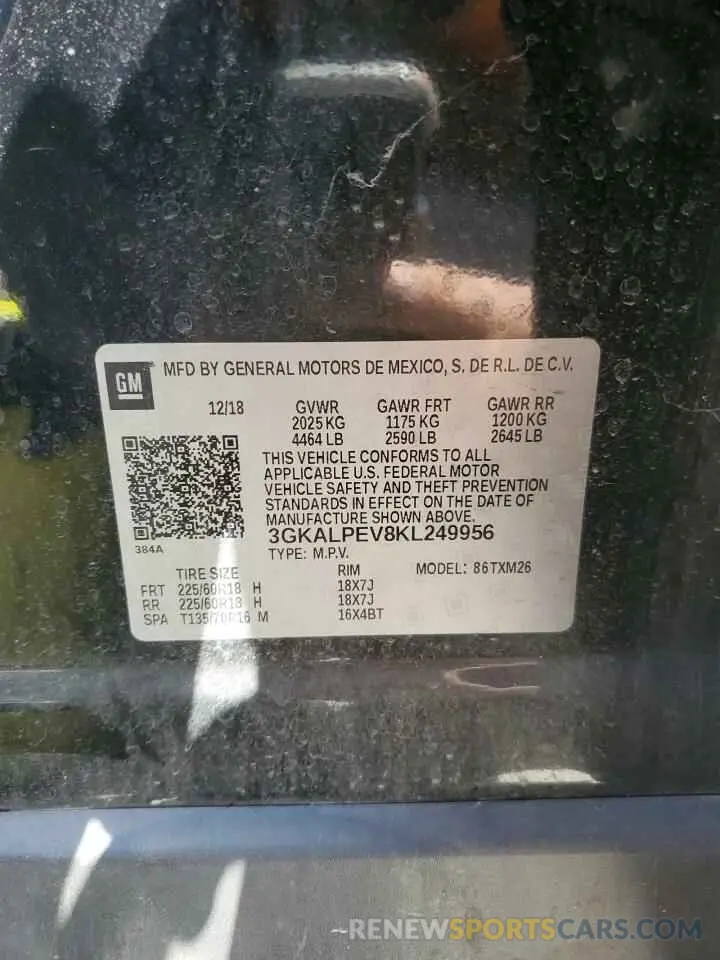 GM MFD BY GENERAL MOTORS DE MEXICO, S. DE R.L. DE C.V.
12/18 GVWR GAWR FRT GAWR RR
2025 KG 1175 KG 1200 KG
4464 LB 2590 LB 2645 LB
THIS VEHICLE CONFORMS TO ALL
APPLICABLE U.S. FEDERAL MOTOR
VEHICLE SAFETY AND THEFT PREVENTION
STANDARDS IN EFFECT ON THE DATE OF
MANUFACTURE SHOWN ABOVE.
3GKALPEV8KL249956
384A
TYPE: M.P.V.
TIRE SIZE RIM MODEL: 86TXM26
FRT 225/60R18 H 18X7J
RR 225/60R18 H 18X7J
SPA T135/70R16 M 16X4BT
RENEWSPORTSCARS.COM